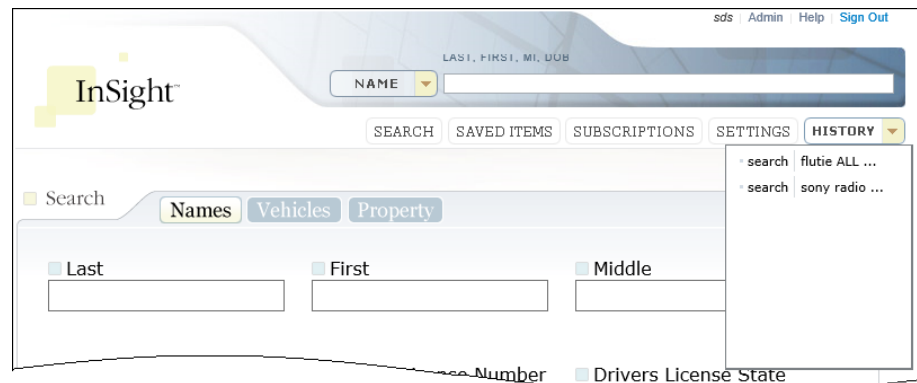 sds | Admin | Help | Sign Out
LAST, FIRST, MI, DOB
InSight™
NAME
SEARCH SAVED ITEMS SUBSCRIPTIONS SETTINGS HISTORY
search flutie ALL ...
search sony radio ...
Search
Names Vehicles Property
Last First Middle
Number Drivers License State